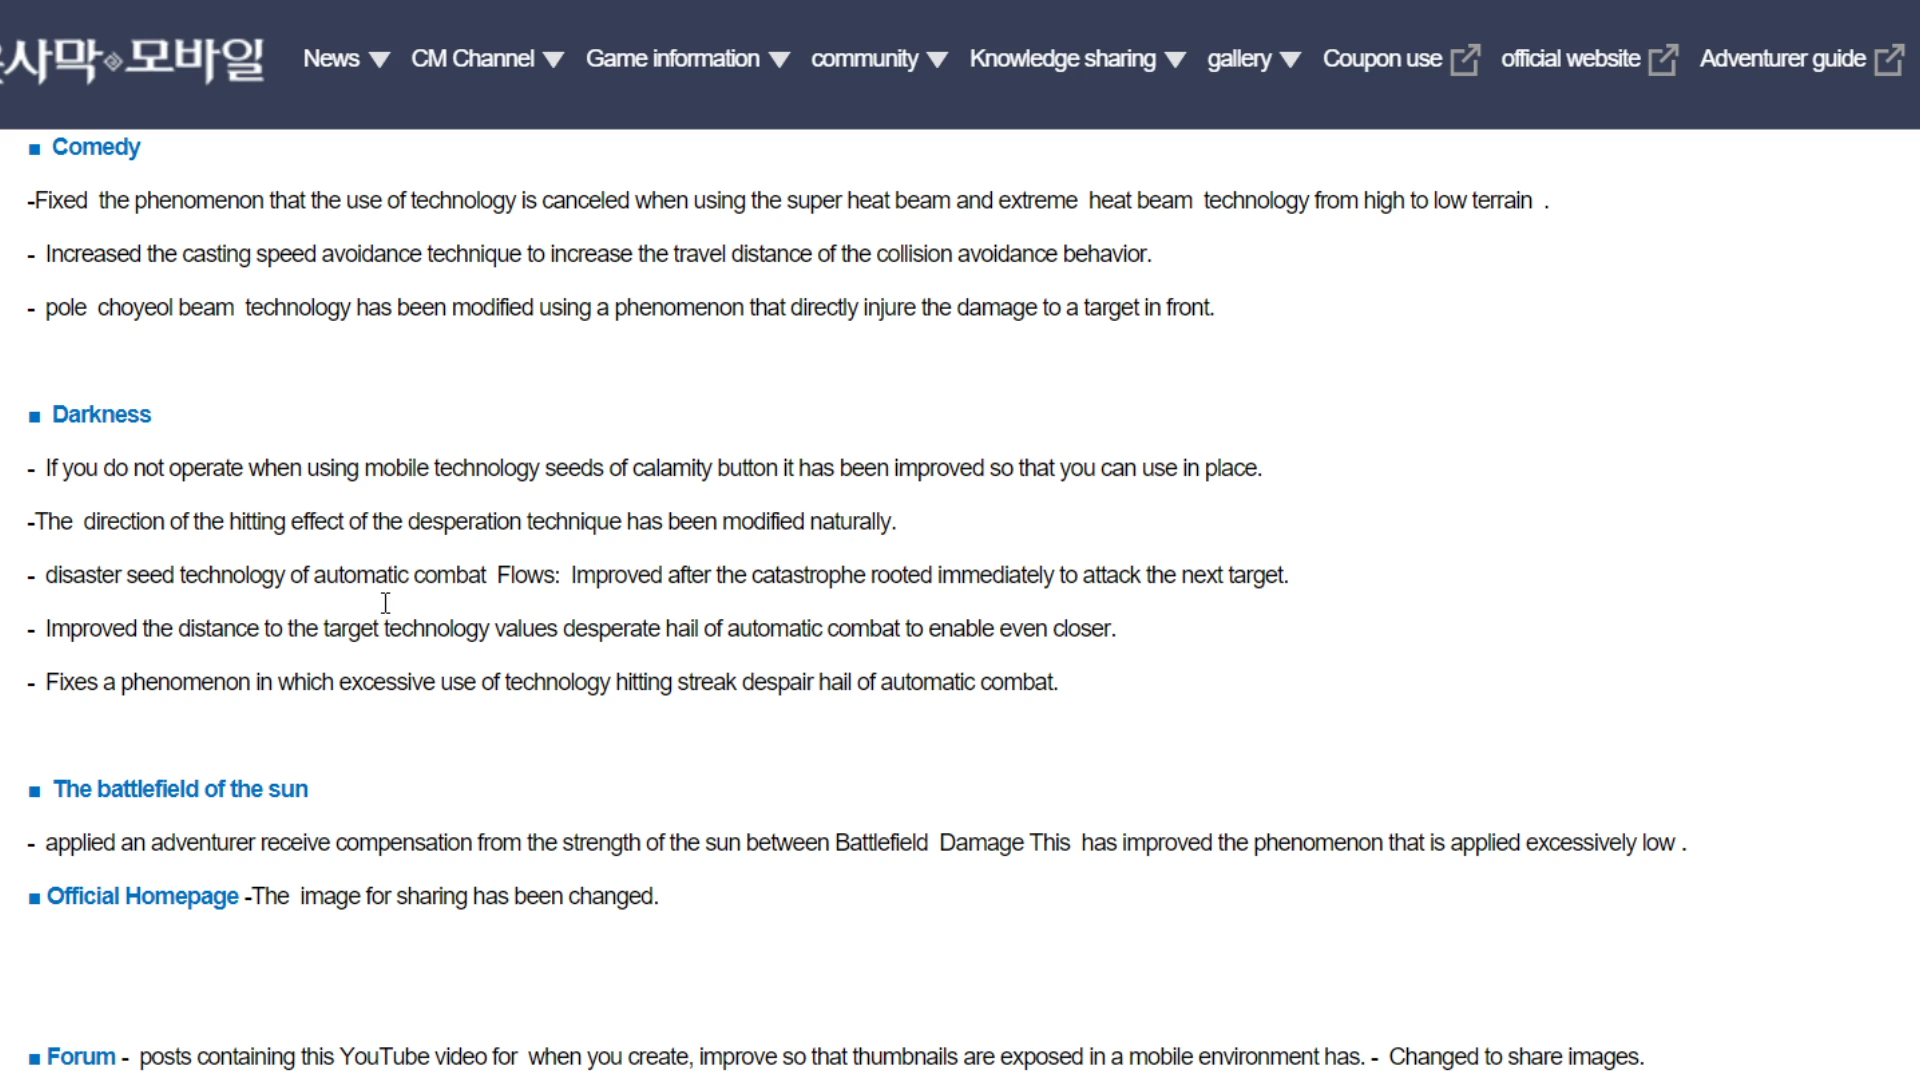 사막 모바일 News CM Channel Game information community Knowledge sharing gallery Coupon use official website Adventurer guide
■ Comedy
-Fixed the phenomenon that the use of technology is canceled when using the super heat beam and extreme heat beam technology from high to low terrain .
- Increased the casting speed avoidance technique to increase the travel distance of the collision avoidance behavior.
- pole choyeol beam technology has been modified using a phenomenon that directly injure the damage to a target in front.
■ Darkness
- If you do not operate when using mobile technology seeds of calamity button it has been improved so that you can use in place.
-The direction of the hitting effect of the desperation technique has been modified naturally.
- disaster seed technology of automatic combat Flows: Improved after the catastrophe rooted immediately to attack the next target.
- Improved the distance to the target technology values desperate hail of automatic combat to enable even closer.
- Fixes a phenomenon in which excessive use of technology hitting streak despair hail of automatic combat.
■ The battlefield of the sun
- applied an adventurer receive compensation from the strength of the sun between Battlefield Damage This has improved the phenomenon that is applied excessively low .
■ Official Homepage -The image for sharing has been changed.
■ Forum - posts containing this YouTube video for when you create, improve so that thumbnails are exposed in a mobile environment has. - Changed to share images.